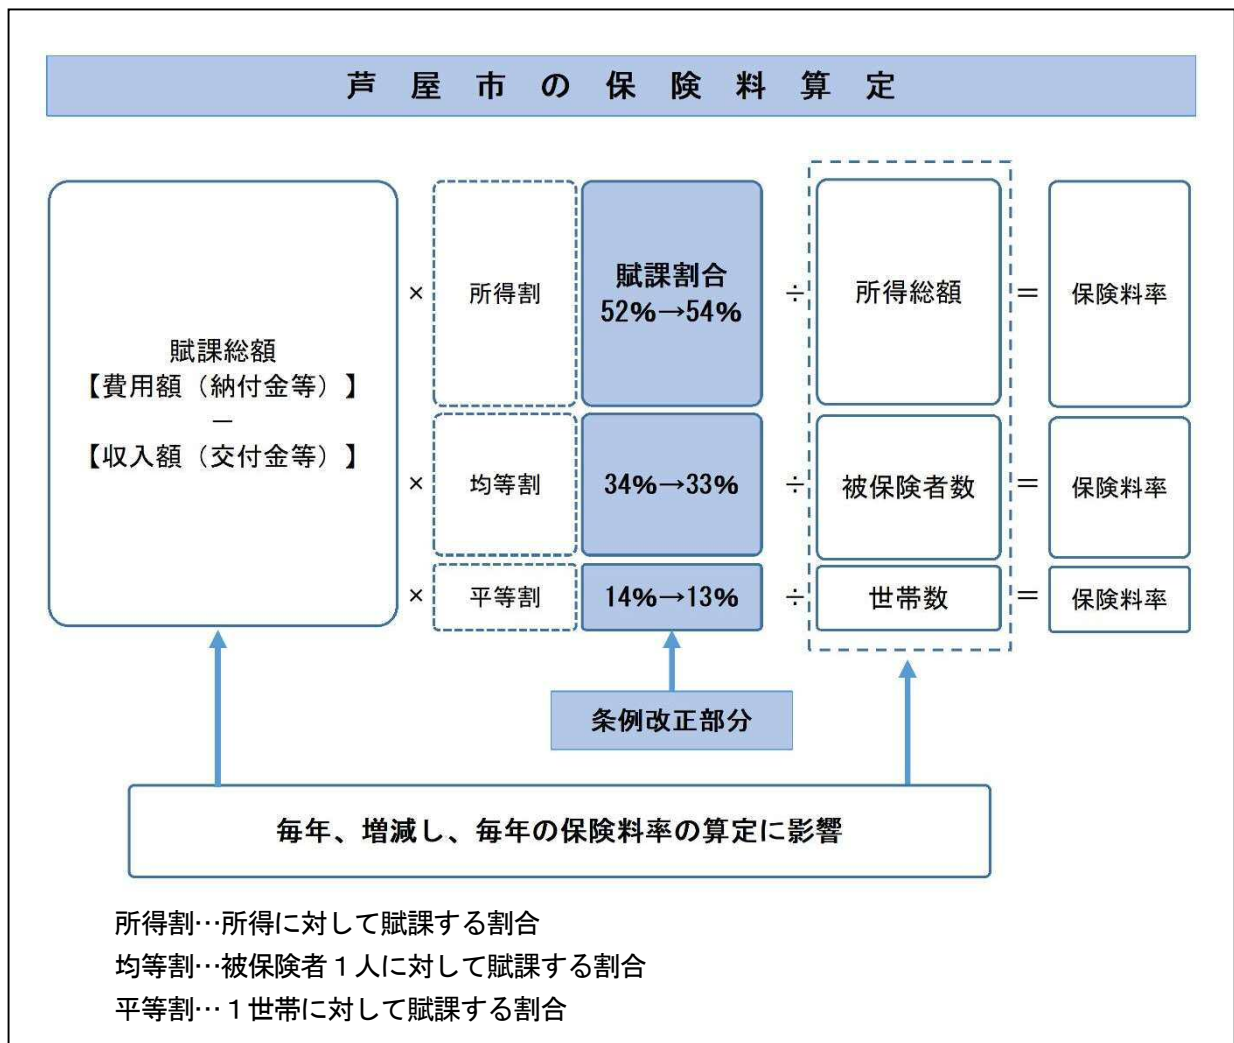 芦屋市の保険料算定
賦課総額
【費用額（納付金等）】
－
【収入額（交付金等）】
× 所得割 賦課割合 52%→54% ÷ 所得総額 ＝ 保険料率
× 均等割 34%→33% ÷ 被保険者数 ＝ 保険料率
× 平等割 14%→13% ÷ 世帯数 ＝ 保険料率
条例改正部分
毎年、増減し、毎年の保険料率の算定に影響
所得割…所得に対して賦課する割合
均等割…被保険者１人に対して賦課する割合
平等割…１世帯に対して賦課する割合